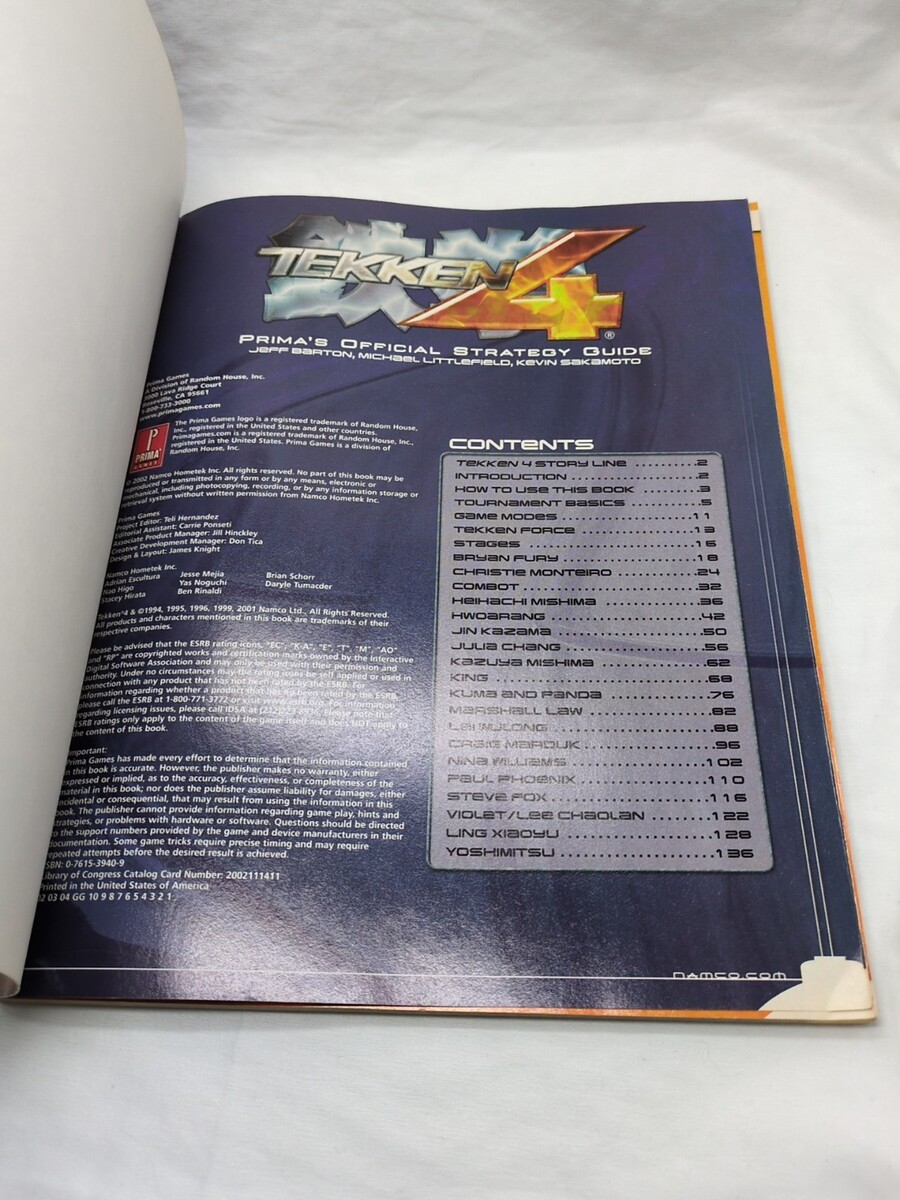 TEKKEN 4 ®
PRIMA'S OFFICIAL STRATEGY GUIDE
JEFF BARTON, MICHAEL LITTLEFIELD, KEVIN SAKAMOTO
Prima Games
A Division of Random House, Inc.
3000 Lava Ridge Court
Roseville, CA 95661
1-800-733-3000
www.primagames.com
PRIMA
GAMES
The Prima Games logo is a registered trademark of Random House,
Inc., registered in the United States and other countries.
Primagames.com is a registered trademark of Random House, Inc.,
registered in the United States. Prima Games is a division of
Random House, Inc.
© 2002 Namco Hometek Inc. All rights reserved. No part of this book may be
reproduced or transmitted in any form or by any means, electronic or
mechanical, including photocopying, recording, or by any information storage or
retrieval system without written permission from Namco Hometek Inc.
Prima Games
Project Editor: Teli Hernandez
Editorial Assistant: Carrie Ponseti
Associate Product Manager: Jill Hinckley
Creative Development Manager: Don Tica
Design & Layout: James Knight
Namco Hometek Inc.
Adrian Escultura Jesse Mejia Brian Schorr
Nao Higo Yas Noguchi Daryle Tumacder
Stacey Hirata Ben Rinaldi
Tekken®4 & ©1994, 1995, 1996, 1999, 2001 Namco Ltd., All Rights Reserved.
All products and characters mentioned in this book are trademarks of their
respective companies.
Please be advised that the ESRB rating icons, "EC," "K-A," "E," "T," "M," "AO"
and "RP" are copyrighted works and certification marks owned by the Interactive
Digital Software Association and may only be used with their permission and
authority. Under no circumstances may the rating icons be self applied or used in
connection with any product that has not been rated by the ESRB. For
information regarding whether a product that has been rated by the ESRB,
please call the ESRB at 1-800-771-3772 or visit www.esrb.org. For information
regarding licensing issues, please call IDSA at (212) 223-8936. Please note that
ESRB ratings only apply to the content of the game itself and does NOT apply to
the content of this book.
Important:
Prima Games has made every effort to determine that the information contained
in this book is accurate. However, the publisher makes no warranty, either
expressed or implied, as to the accuracy, effectiveness, or completeness of the
material in this book; nor does the publisher assume liability for damages, either
incidental or consequential, that may result from using the information in this
book. The publisher cannot provide information regarding game play, hints and
strategies, or problems with hardware or software. Questions should be directed
to the support numbers provided by the game and device manufacturers in their
documentation. Some game tricks require precise timing and may require
repeated attempts before the desired result is achieved.
ISBN: 0-7615-3940-9
Library of Congress Catalog Card Number: 2002111411
Printed in the United States of America
02 03 04 GG 10 9 8 7 6 5 4 3 2 1
CONTENTS
TEKKEN 4 STORY LINE ..........2
INTRODUCTION ..........2
HOW TO USE THIS BOOK ..........3
TOURNAMENT BASICS ..........5
GAME MODES ..........11
TEKKEN FORCE ..........13
STAGES ..........16
BRYAN FURY ..........18
CHRISTIE MONTEIRO ..........24
COMBOT ..........32
HEIHACHI MISHIMA ..........36
HWOARANG ..........42
JIN KAZAMA ..........50
JULIA CHANG ..........56
KAZUYA MISHIMA ..........62
KING ..........68
KUMA AND PANDA ..........76
MARSHALL LAW ..........82
LEI WULONG ..........88
CRAIG MARDUK ..........96
NINA WILLIAMS ..........102
PAUL PHOENIX ..........110
STEVE FOX ..........116
VIOLET/LEE CHAOLAN ..........122
LING XIAOYU ..........128
YOSHIMITSU ..........136
NAMCO.COM